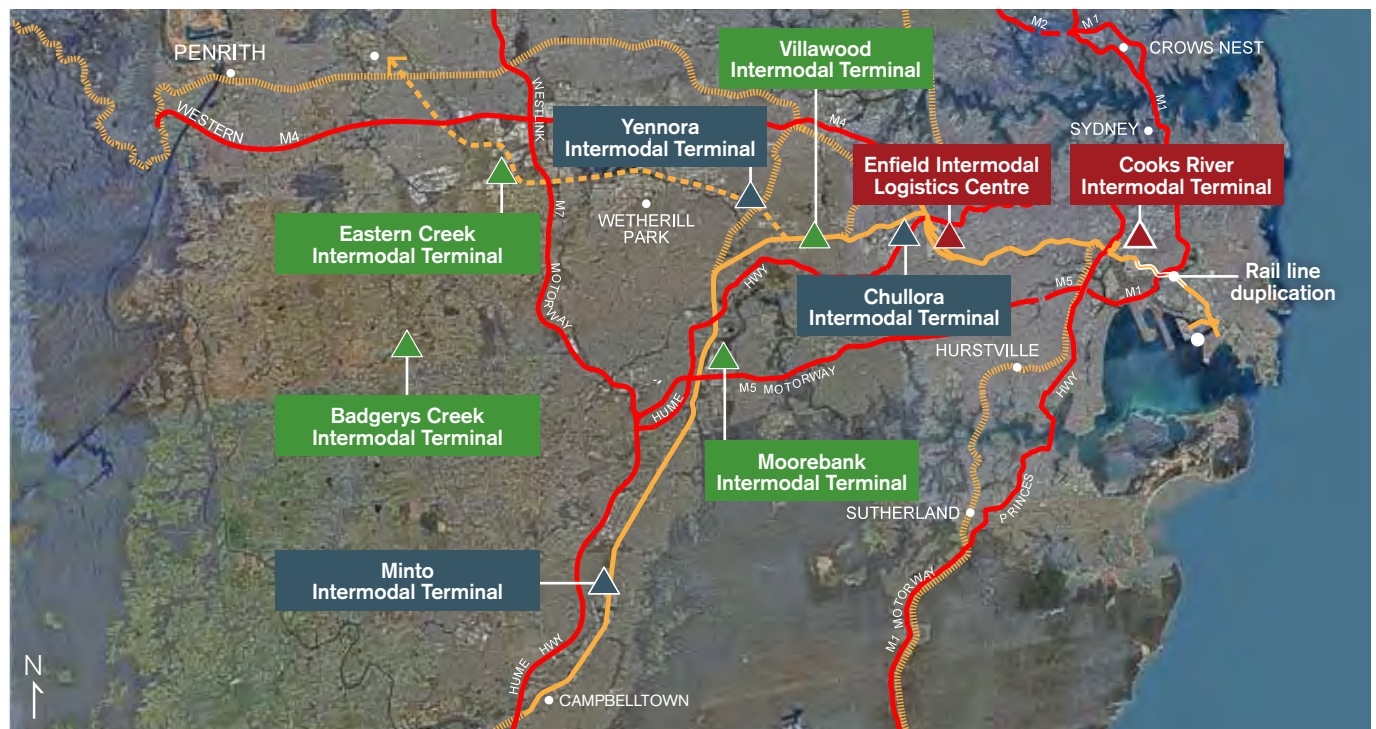 M2
M1
CROWS NEST
PENRITH
Villawood
Intermodal Terminal
WESTLINK
M1
WESTERN
M4
Yennora
Intermodal Terminal
M4
SYDNEY
Enfield Intermodal
Logistics Centre
Cooks River
Intermodal Terminal
M7
WETHERILL
PARK
Eastern Creek
Intermodal Terminal
MOTORWAY
HWY
Chullora
Intermodal Terminal
M5
M1
Rail line
duplication
HURSTVILLE
M5 MOTORWAY
HWY
HUME
Badgerys Creek
Intermodal Terminal
Moorebank
Intermodal Terminal
SUTHERLAND
PRINCES
Minto
Intermodal Terminal
M1 MOTORWAY
HUME HWY
N
CAMPBELLTOWN